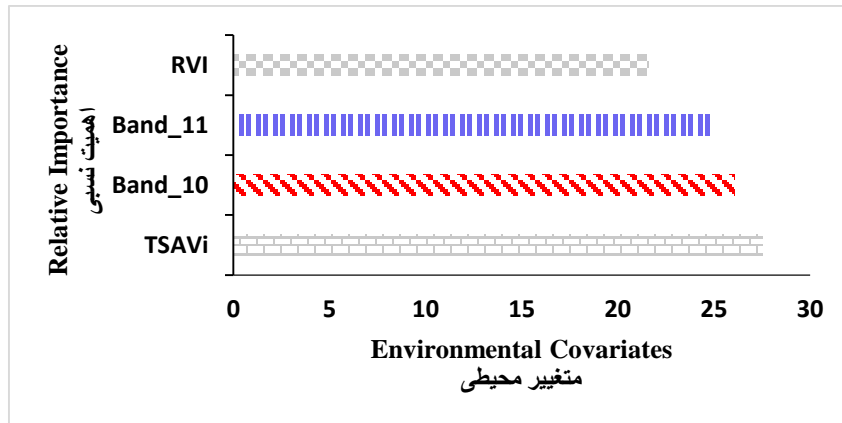 Relative Importance
اهمیت نسبی
RVI
Band_11
Band_10
TSAVi
0 5 10 15 20 25 30
Environmental Covariates
متغییر محیطی